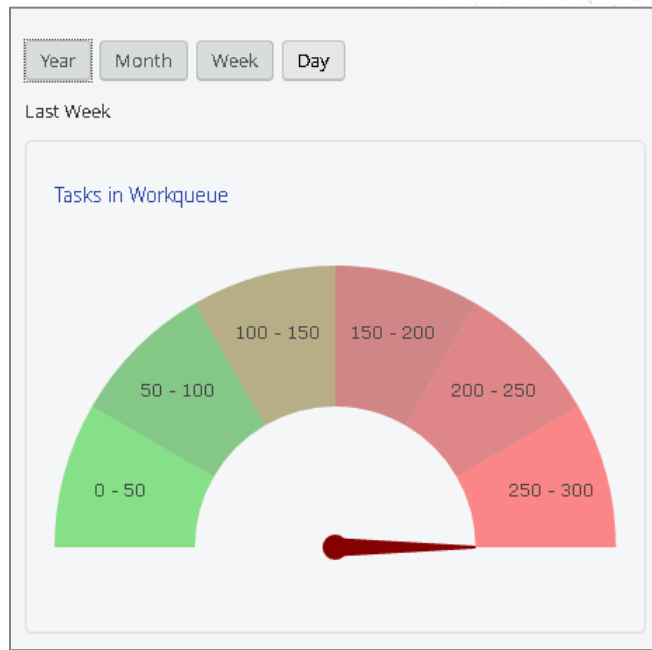 Year Month Week Day
Last Week
Tasks in Workqueue
100 - 150 150 - 200
50 - 100 200 - 250
0 - 50 250 - 300